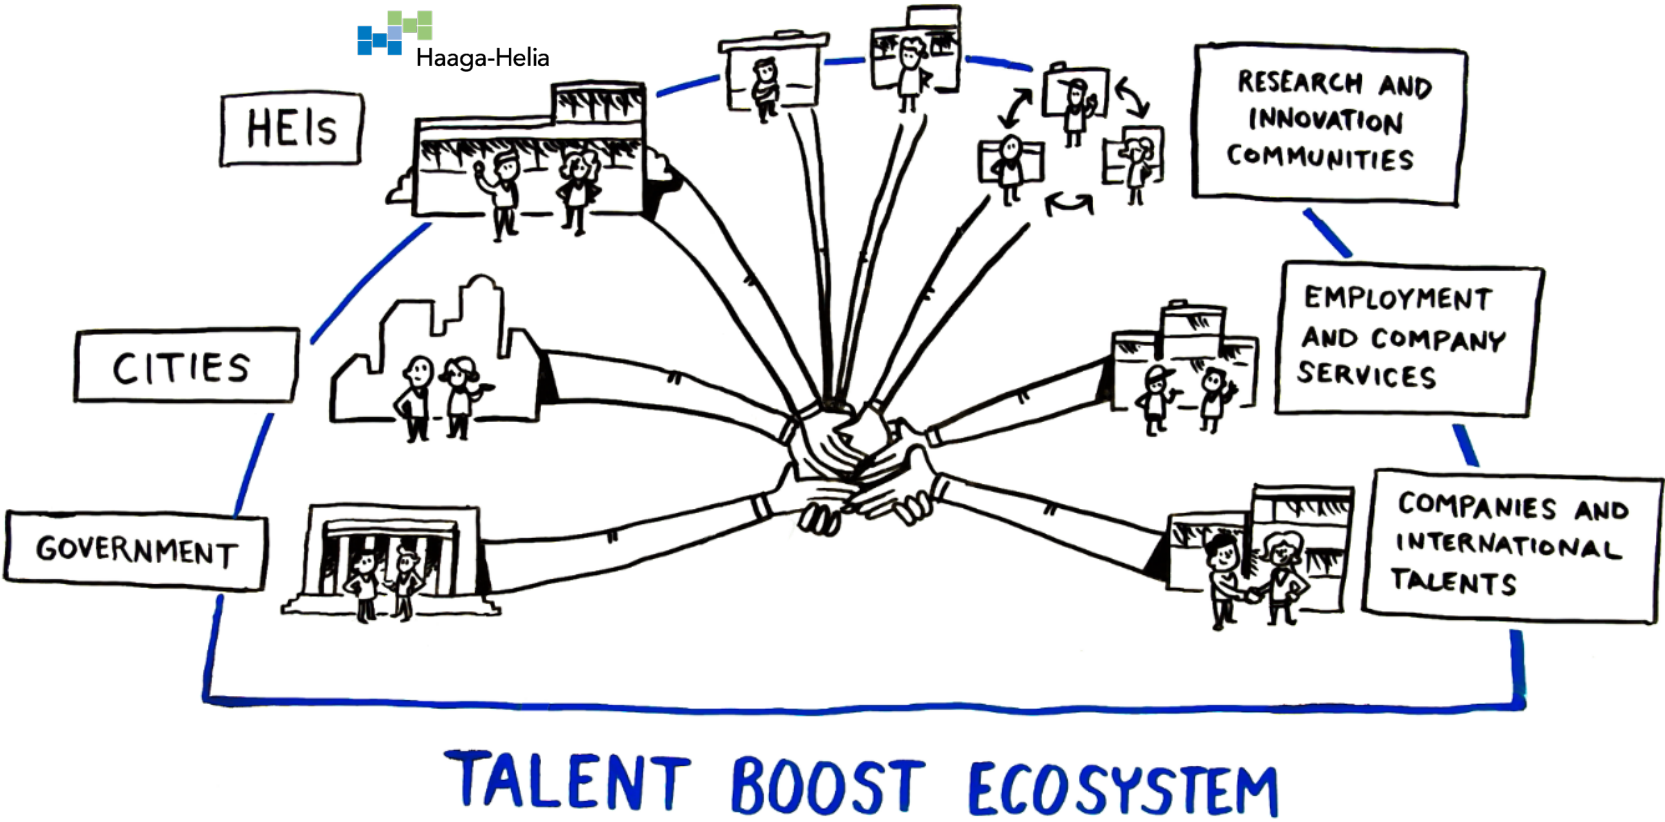 Haaga-Helia
HEIs
RESEARCH AND
INNOVATION
COMMUNITIES
CITIES
EMPLOYMENT
AND COMPANY
SERVICES
GOVERNMENT
COMPANIES AND
INTERNATIONAL
TALENTS
TALENT BOOST ECOSYSTEM